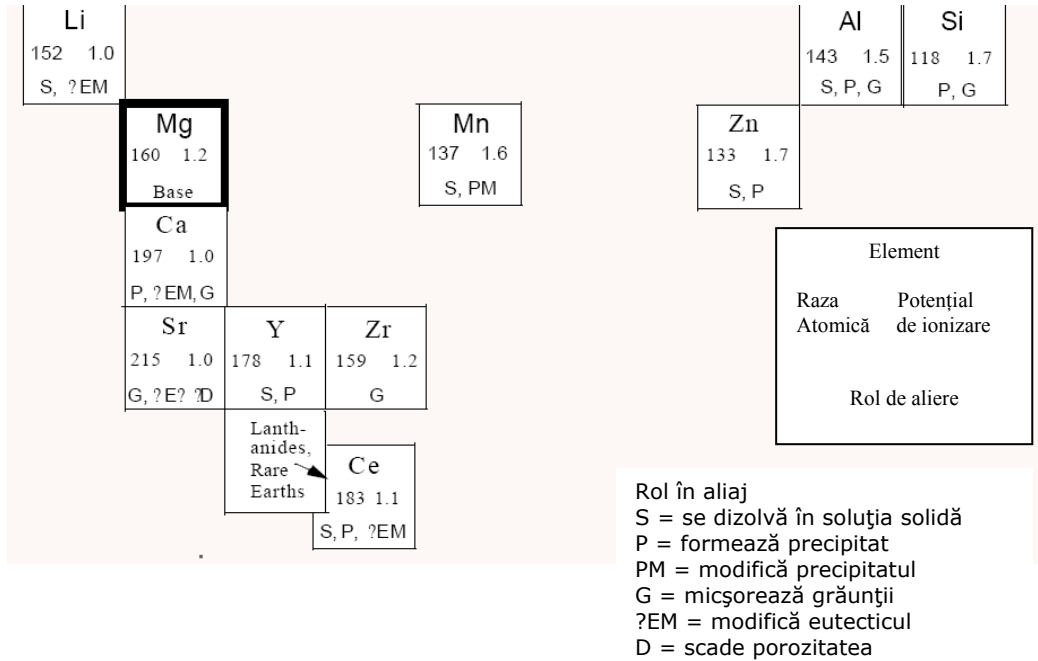 Li
152 1.0
S, ?EM
Al
143 1.5
S, P, G
Si
118 1.7
P, G
Mg
160 1.2
Base
Mn
137 1.6
S, PM
Zn
133 1.7
S, P
Ca
197 1.0
P, ?EM, G
Sr
215 1.0
G, ?E? ?D
Y
178 1.1
S, P
Zr
159 1.2
G
Lanth-
anides,
Rare
Earths
Ce
183 1.1
S, P, ?EM
Element
Raza Potențial
Atomică de ionizare
Rol de aliere
Rol în aliaj
S = se dizolvă în soluţia solidă
P = formează precipitat
PM = modifică precipitatul
G = micşorează grăunţii
?EM = modifică eutecticul
D = scade porozitatea